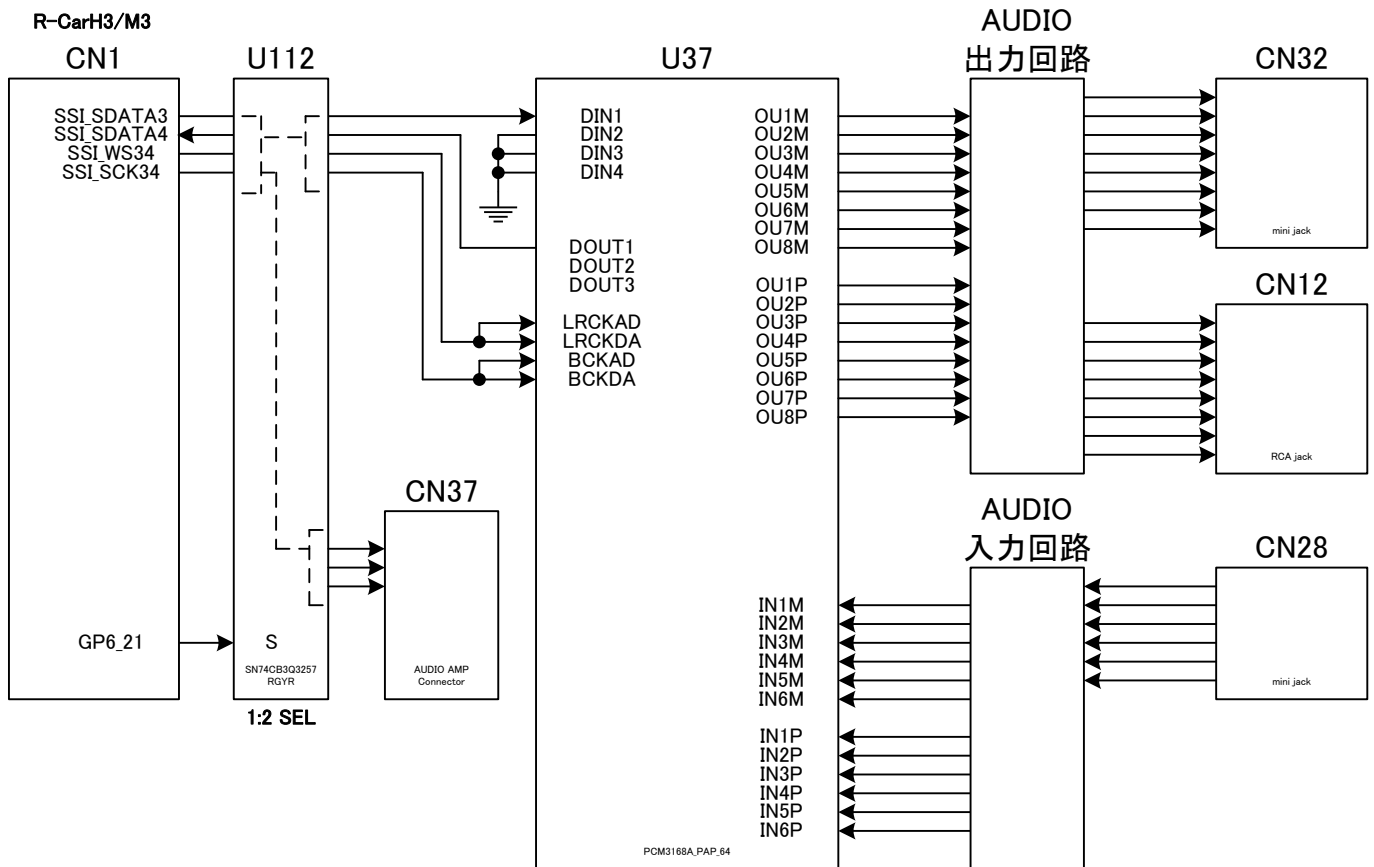 R-CarH3/M3
CN1
SSI_SDATA3
SSI_SDATA4
SSI_WS34
SSI_SCK34
GP6_21
U112
S
SN74CB3Q3257
RGYR
1:2 SEL
CN37
AUDIO AMP
Connector
U37
DIN1
DIN2
DIN3
DIN4
DOUT1
DOUT2
DOUT3
LRCKAD
LRCKDA
BCKAD
BCKDA
OU1M
OU2M
OU3M
OU4M
OU5M
OU6M
OU7M
OU8M
OU1P
OU2P
OU3P
OU4P
OU5P
OU6P
OU7P
OU8P
IN1M
IN2M
IN3M
IN4M
IN5M
IN6M
IN1P
IN2P
IN3P
IN4P
IN5P
IN6P
PCM3168A_PAP_64
AUDIO
出力回路
CN32
mini jack
CN12
RCA jack
AUDIO
入力回路
CN28
mini jack